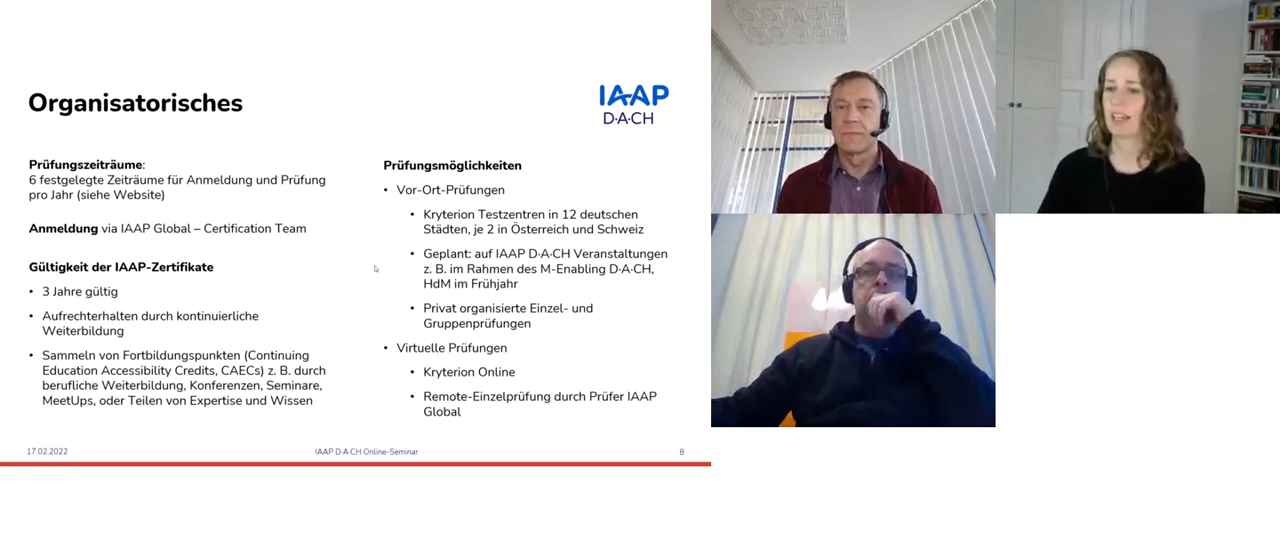 Organisatorisches
IAAP
D·A·CH
Prüfungszeiträume:
6 festgelegte Zeiträume für Anmeldung und Prüfung
pro Jahr (siehe Website)
Anmeldung via IAAP Global – Certification Team
Gültigkeit der IAAP-Zertifikate
• 3 Jahre gültig
• Aufrechterhalten durch kontinuierliche
Weiterbildung
• Sammeln von Fortbildungspunkten (Continuing
Education Accessibility Credits, CAECs) z. B. durch
berufliche Weiterbildung, Konferenzen, Seminare,
MeetUps, oder Teilen von Expertise und Wissen
Prüfungsmöglichkeiten
• Vor-Ort-Prüfungen
• Kryterion Testzentren in 12 deutschen
Städten, je 2 in Österreich und Schweiz
• Geplant: auf IAAP D·A·CH Veranstaltungen
z. B. im Rahmen des M-Enabling D·A·CH,
HdM im Frühjahr
• Privat organisierte Einzel- und
Gruppenprüfungen
• Virtuelle Prüfungen
• Kryterion Online
• Remote-Einzelprüfung durch Prüfer IAAP
Global
17.02.2022
IAAP D·A·CH Online-Seminar
8